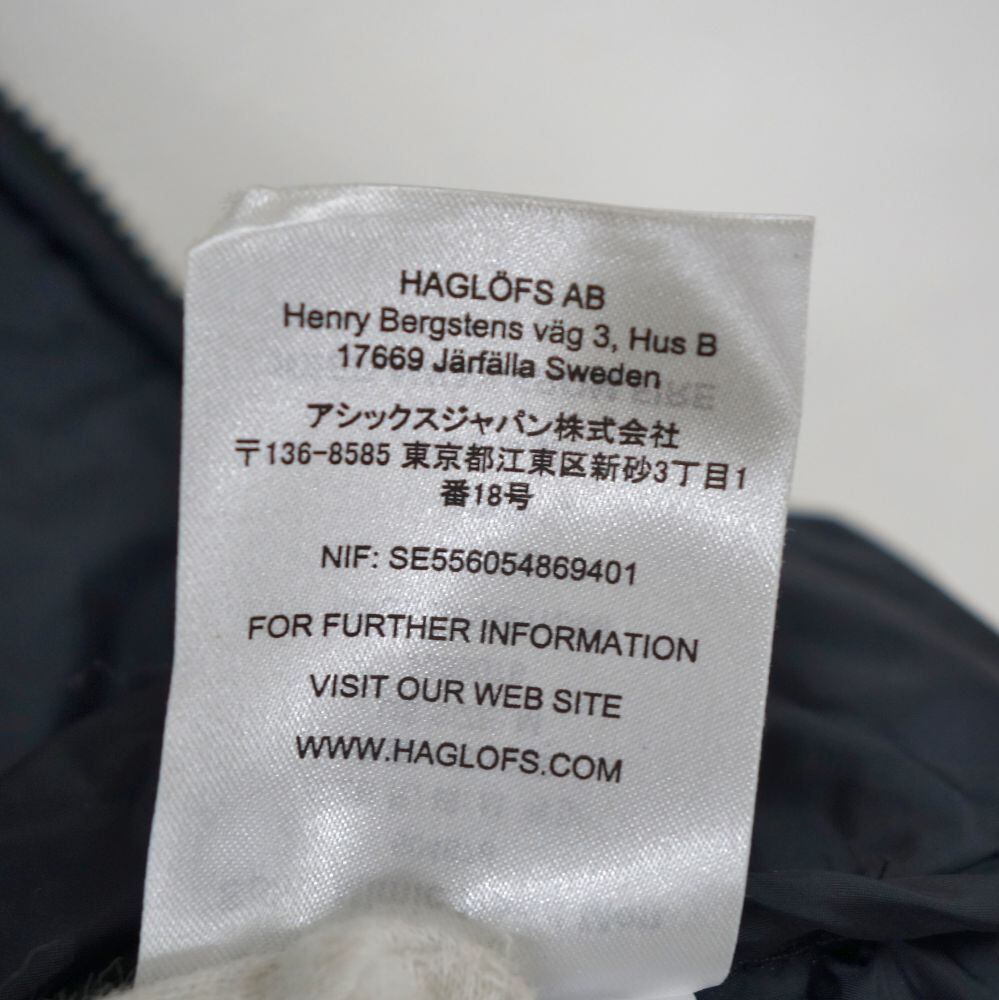 HAGLÖFS AB
Henry Bergstens väg 3, Hus B
17669 Järfälla Sweden
アシックスジャパン株式会社
〒136-8585 東京都江東区新砂3丁目1
番18号
NIF: SE556054869401
FOR FURTHER INFORMATION
VISIT OUR WEB SITE
WWW.HAGLOFS.COM